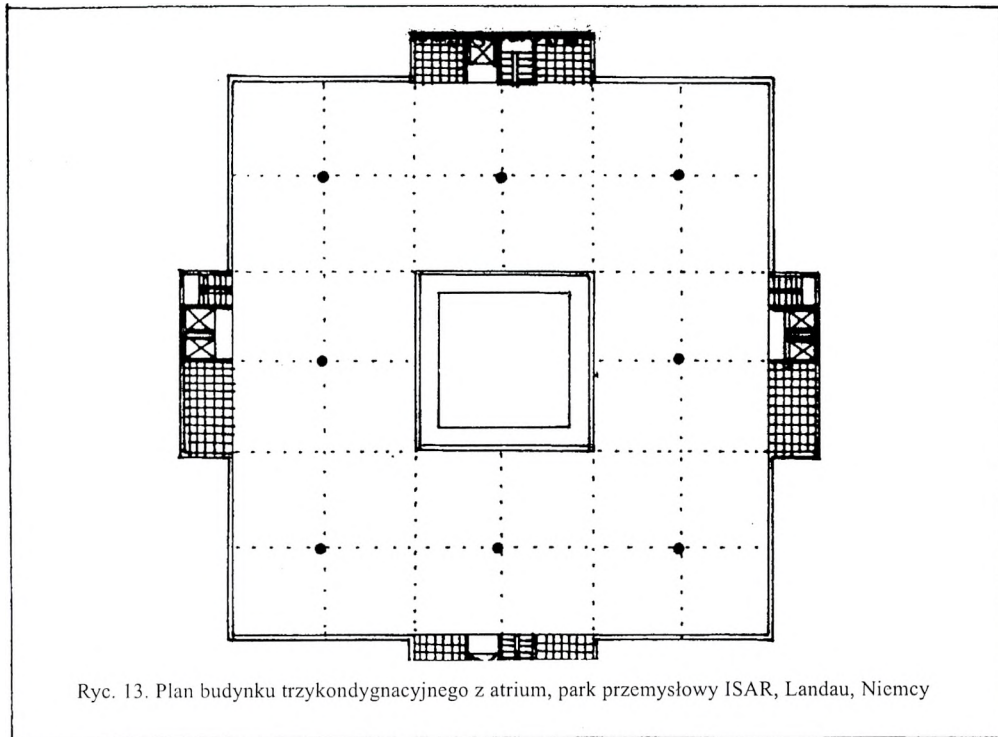 Ryc. 13. Plan budynku trzykondygnacyjnego z atrium, park przemysłowy ISAR, Landau, Niemcy